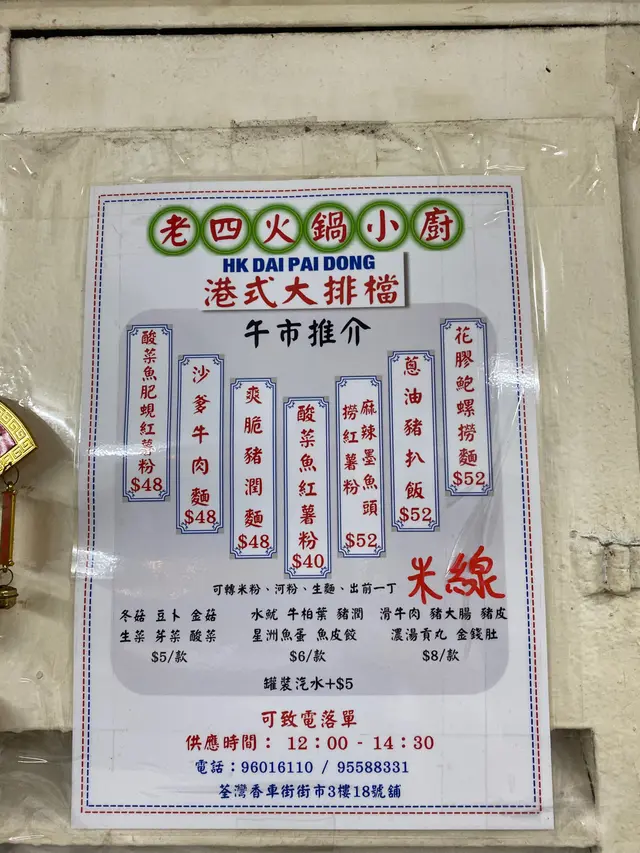 老四火鍋小廚
HK DAI PAI DONG
港式大排檔
午市推介
酸菜魚肥蜆紅薯粉
$48
沙爹牛肉麵
$48
爽脆豬潤麵
$48
酸菜魚紅薯粉
$40
麻辣墨魚頭
撈紅薯粉
$52
蔥油豬扒飯
$52
花膠鮑螺撈麵
$52
可轉米粉、河粉、生麵、出前一丁
米線
冬菇 豆卜 金菇
生菜 芽菜 酸菜
$5/款
水魷 牛柏葉 豬潤
星洲魚蛋 魚皮餃
$6/款
滑牛肉 豬大腸 豬皮
濃湯貢丸 金錢肚
$8/款
罐裝汽水+$5
可致電落單
供應時間： 12：00 - 14：30
電話：96016110 / 95588331
荃灣香車街街市3樓18號舖